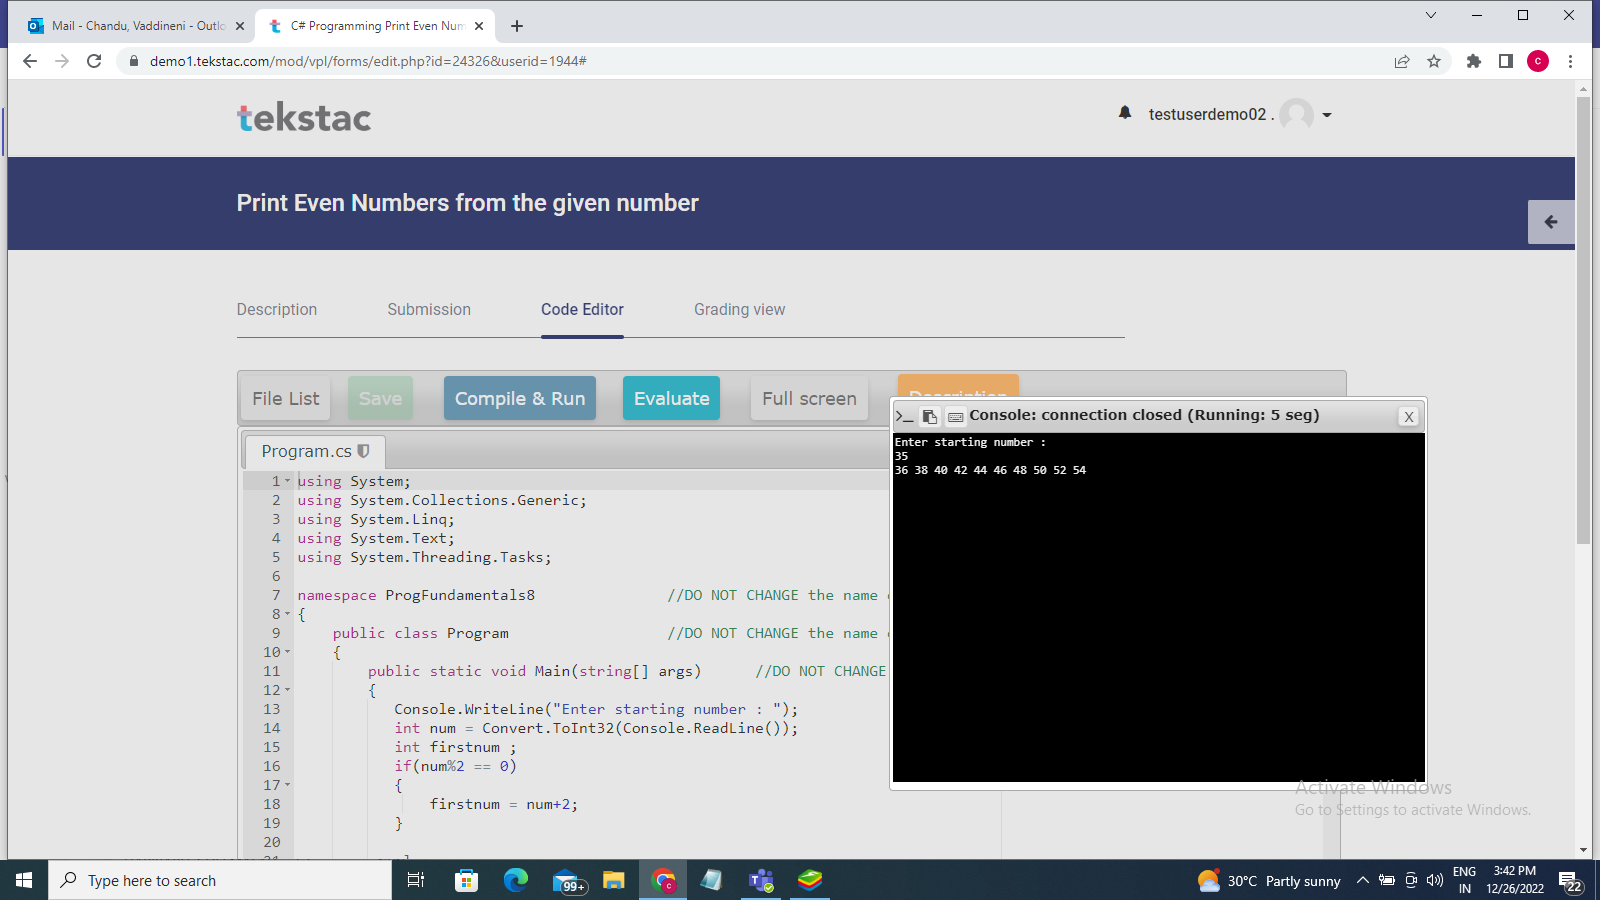 Mail - Chandu, Vaddineni - Outlo
C# Programming Print Even Num
demo1.tekstac.com/mod/vpl/forms/edit.php?id=24326&userid=1944#
c
tekstac
testuserdemo02 .
Print Even Numbers from the given number
Description
Submission
Code Editor
Grading view
File List
Save
Compile & Run
Evaluate
Full screen
Description
Program.cs
1 using System;
2 using System.Collections.Generic;
3 using System.Linq;
4 using System.Text;
5 using System.Threading.Tasks;
6
7 namespace ProgFundamentals8 //DO NOT CHANGE the name
8 {
9 public class Program //DO NOT CHANGE the name
10 {
11 public static void Main(string[] args) //DO NOT CHANGE
12 {
13 Console.WriteLine("Enter starting number : ");
14 int num = Convert.ToInt32(Console.ReadLine());
15 int firstnum ;
16 if(num%2 == 0)
17 {
18 firstnum = num+2;
19 }
20
Console: connection closed (Running: 5 seg)
X
Enter starting number :
35
36 38 40 42 44 46 48 50 52 54
Activate Windows
Go to Settings to activate Windows.
Type here to search
99+
c
30°C Partly sunny
ENG
IN
3:42 PM
12/26/2022
22